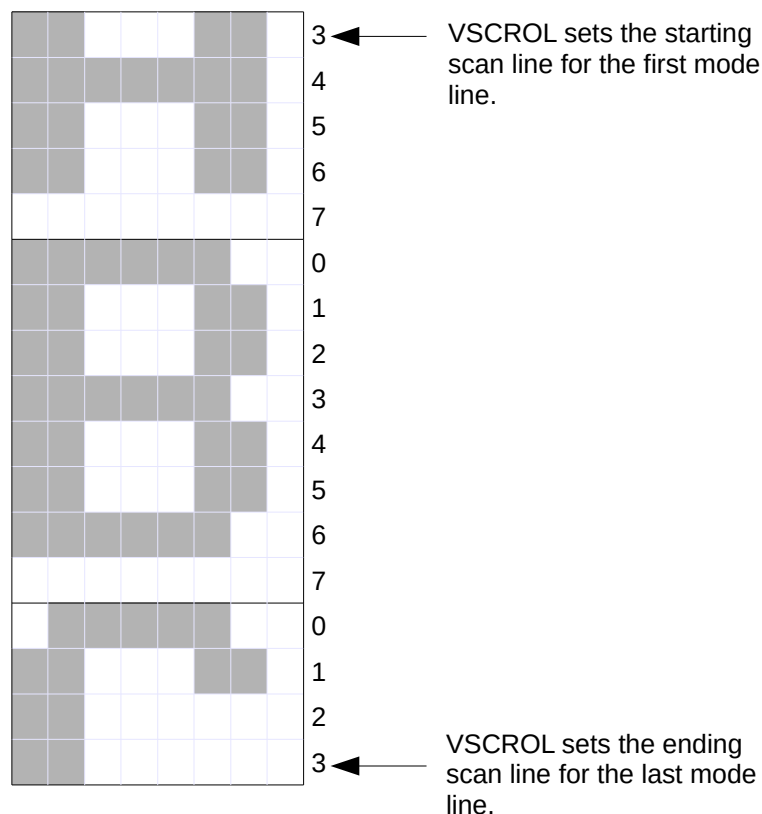 3
VSCROL sets the starting
scan line for the first mode
line.
4
5
6
7
0
1
2
3
4
5
6
7
0
1
2
3
VSCROL sets the ending
scan line for the last mode
line.